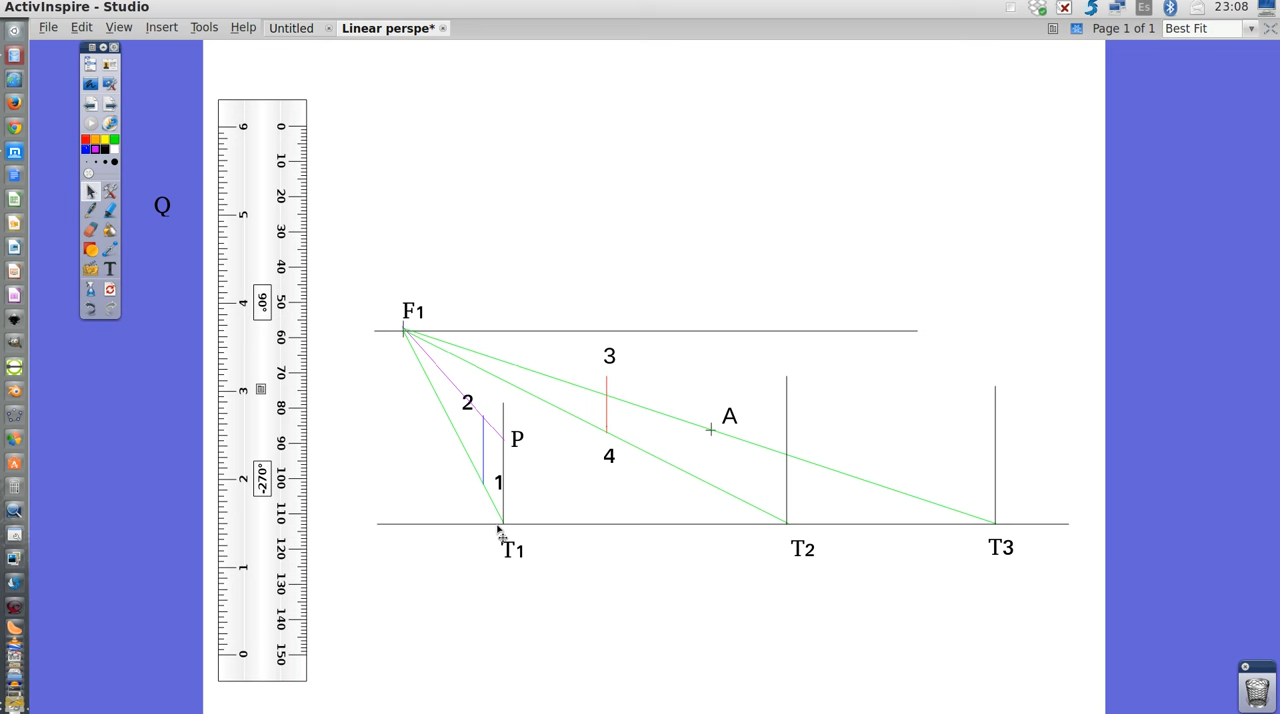 ActivInspire - Studio
Es 23:08
File Edit View Insert Tools Help Untitled Linear perspe* Page 1 of 1 Best Fit
Q
6 5 4 3 2 1 0
0 10 20 30 40 50 60 70 80 90 100 110 120 130 140 150
90°
-270°
T
F1
3
2
A
P
4
1
T1
T2
T3